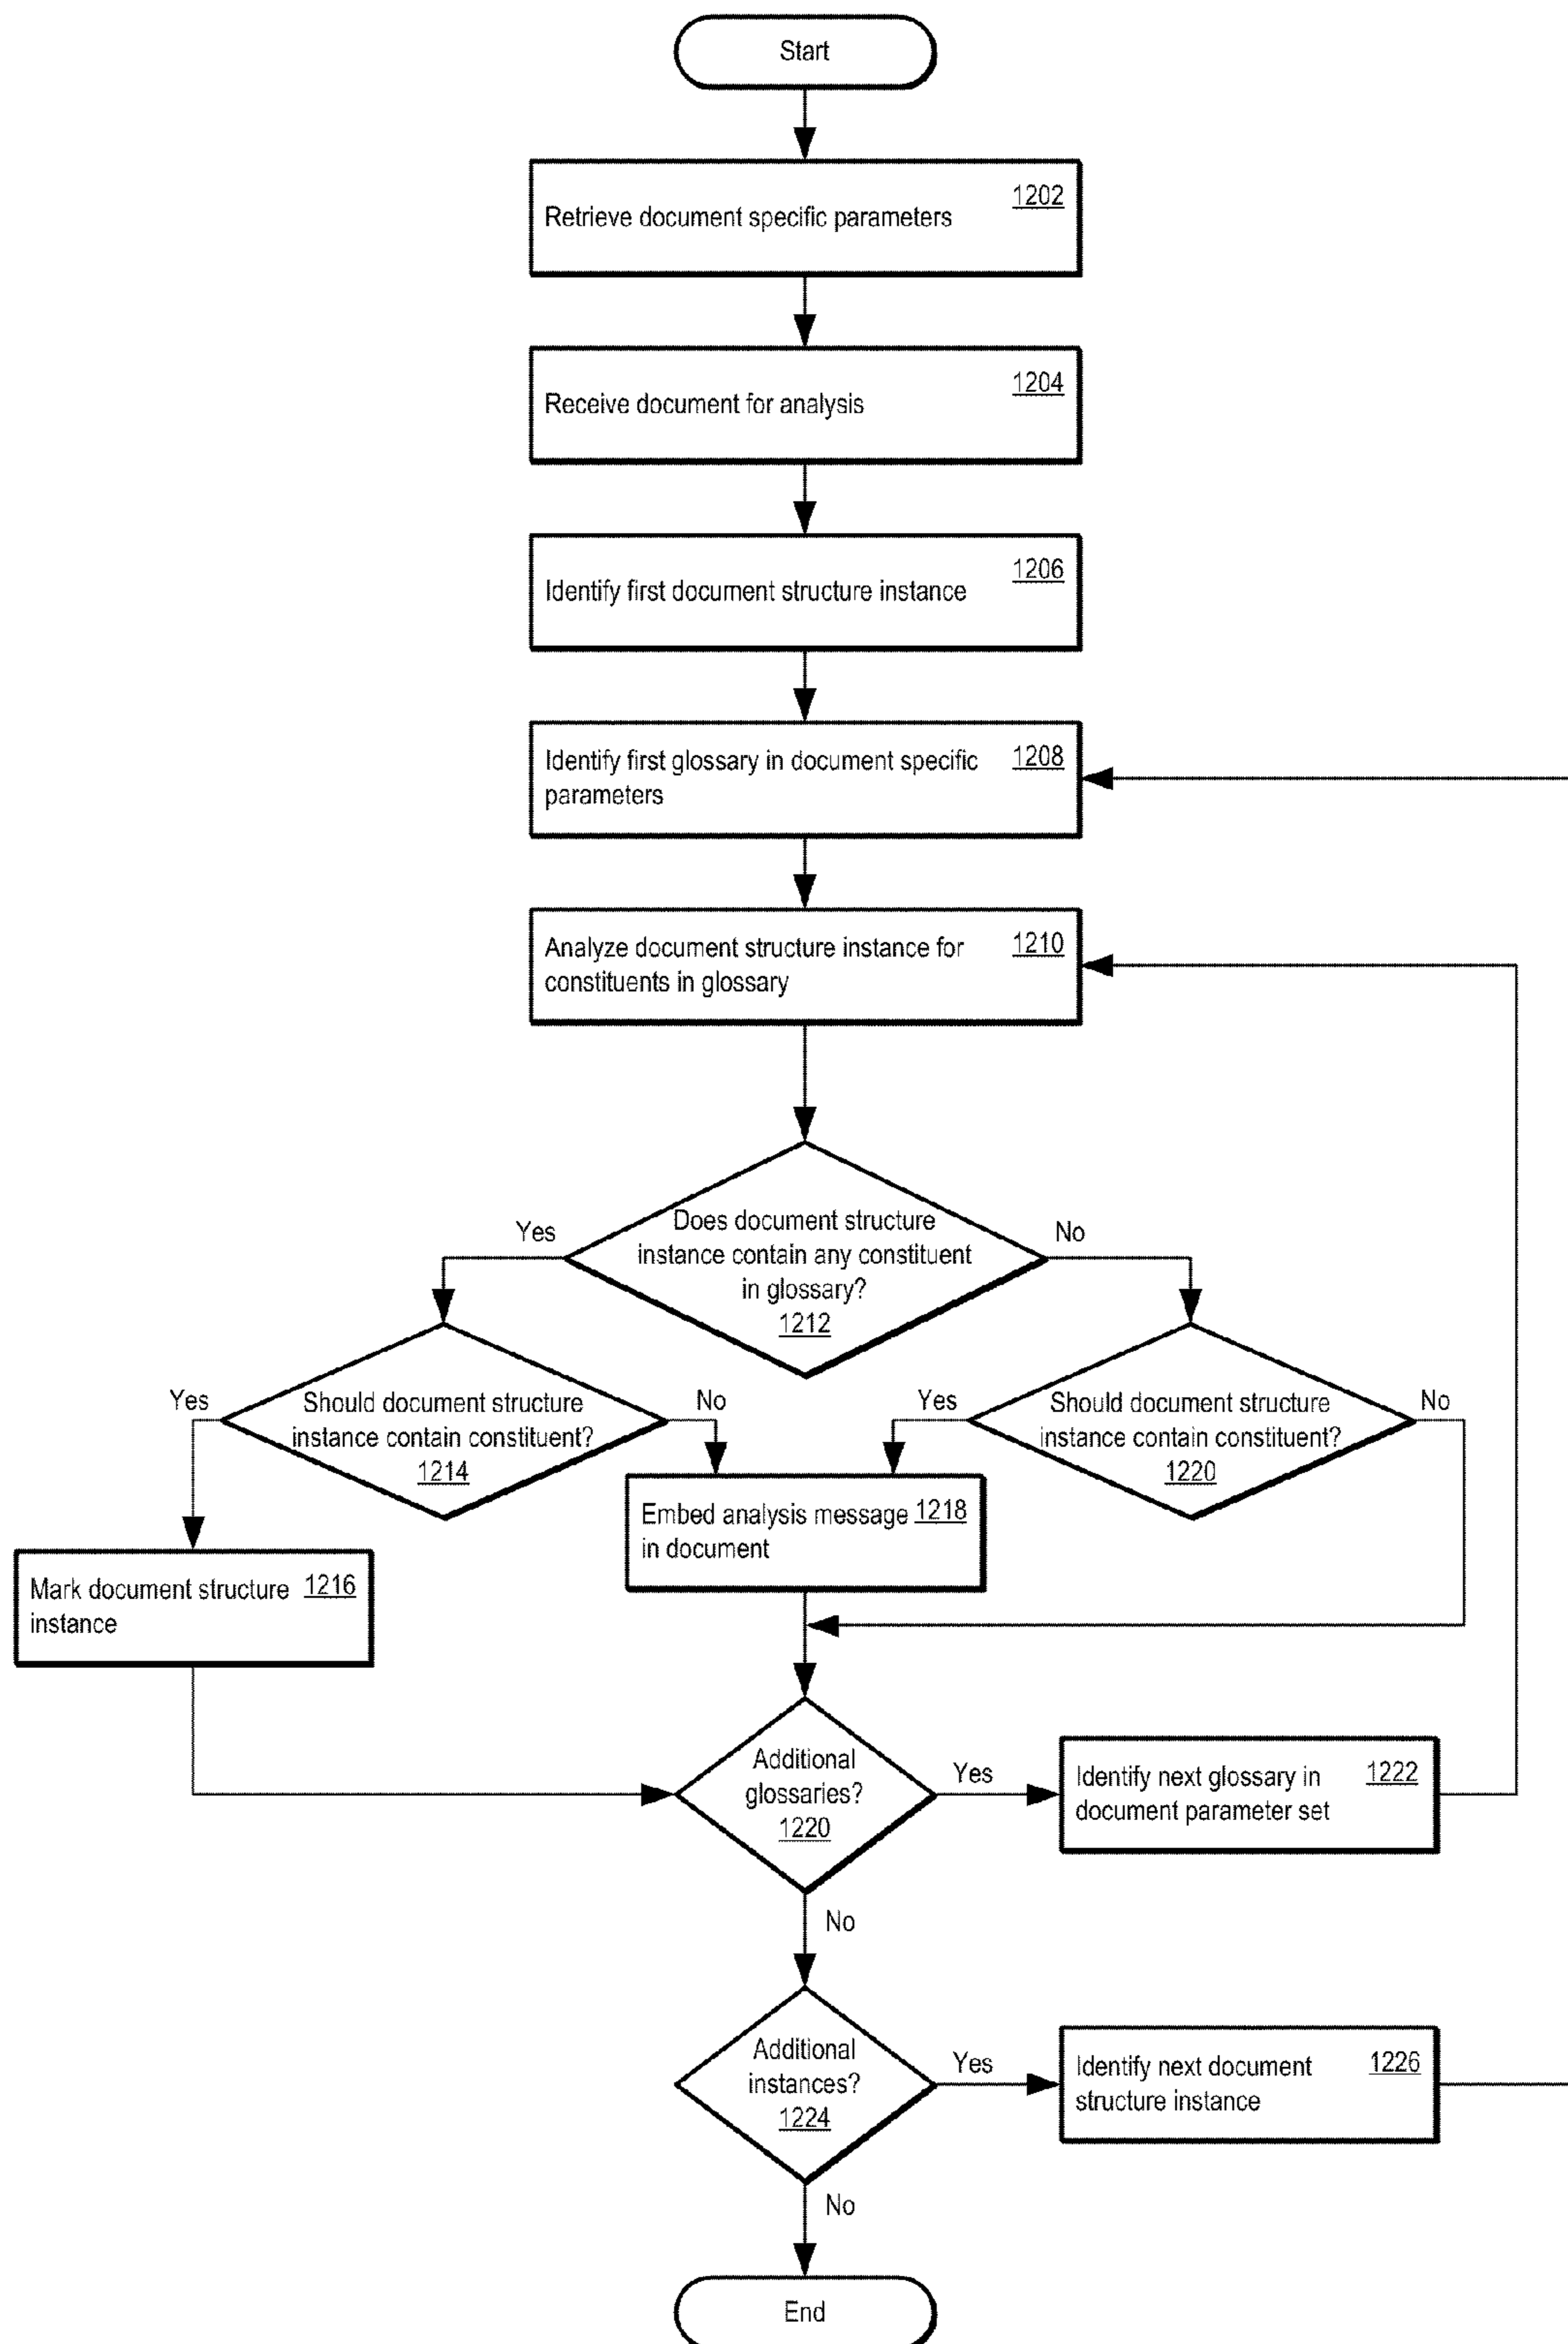 Start
1202
Retrieve document specific parameters
1204
Receive document for analysis
1206
Identify first document structure instance
Identify first glossary in document specific 1208
parameters
Analyze document structure instance for 1210
constituents in glossary
Does document structure
Yes
No
instance contain any constituent
in glossary?
1212
Yes
Should document structure
No
instance contain constituent?
1214
Yes
Should document structure
No
instance contain constituent?
1220
Embed analysis message 1218
in document
Mark document structure 1216
instance
Additional
glossaries?
1220
Yes
Identify next glossary in 1222
document parameter set
No
Additional
instances?
1224
Yes
Identify next document 1226
structure instance
No
End